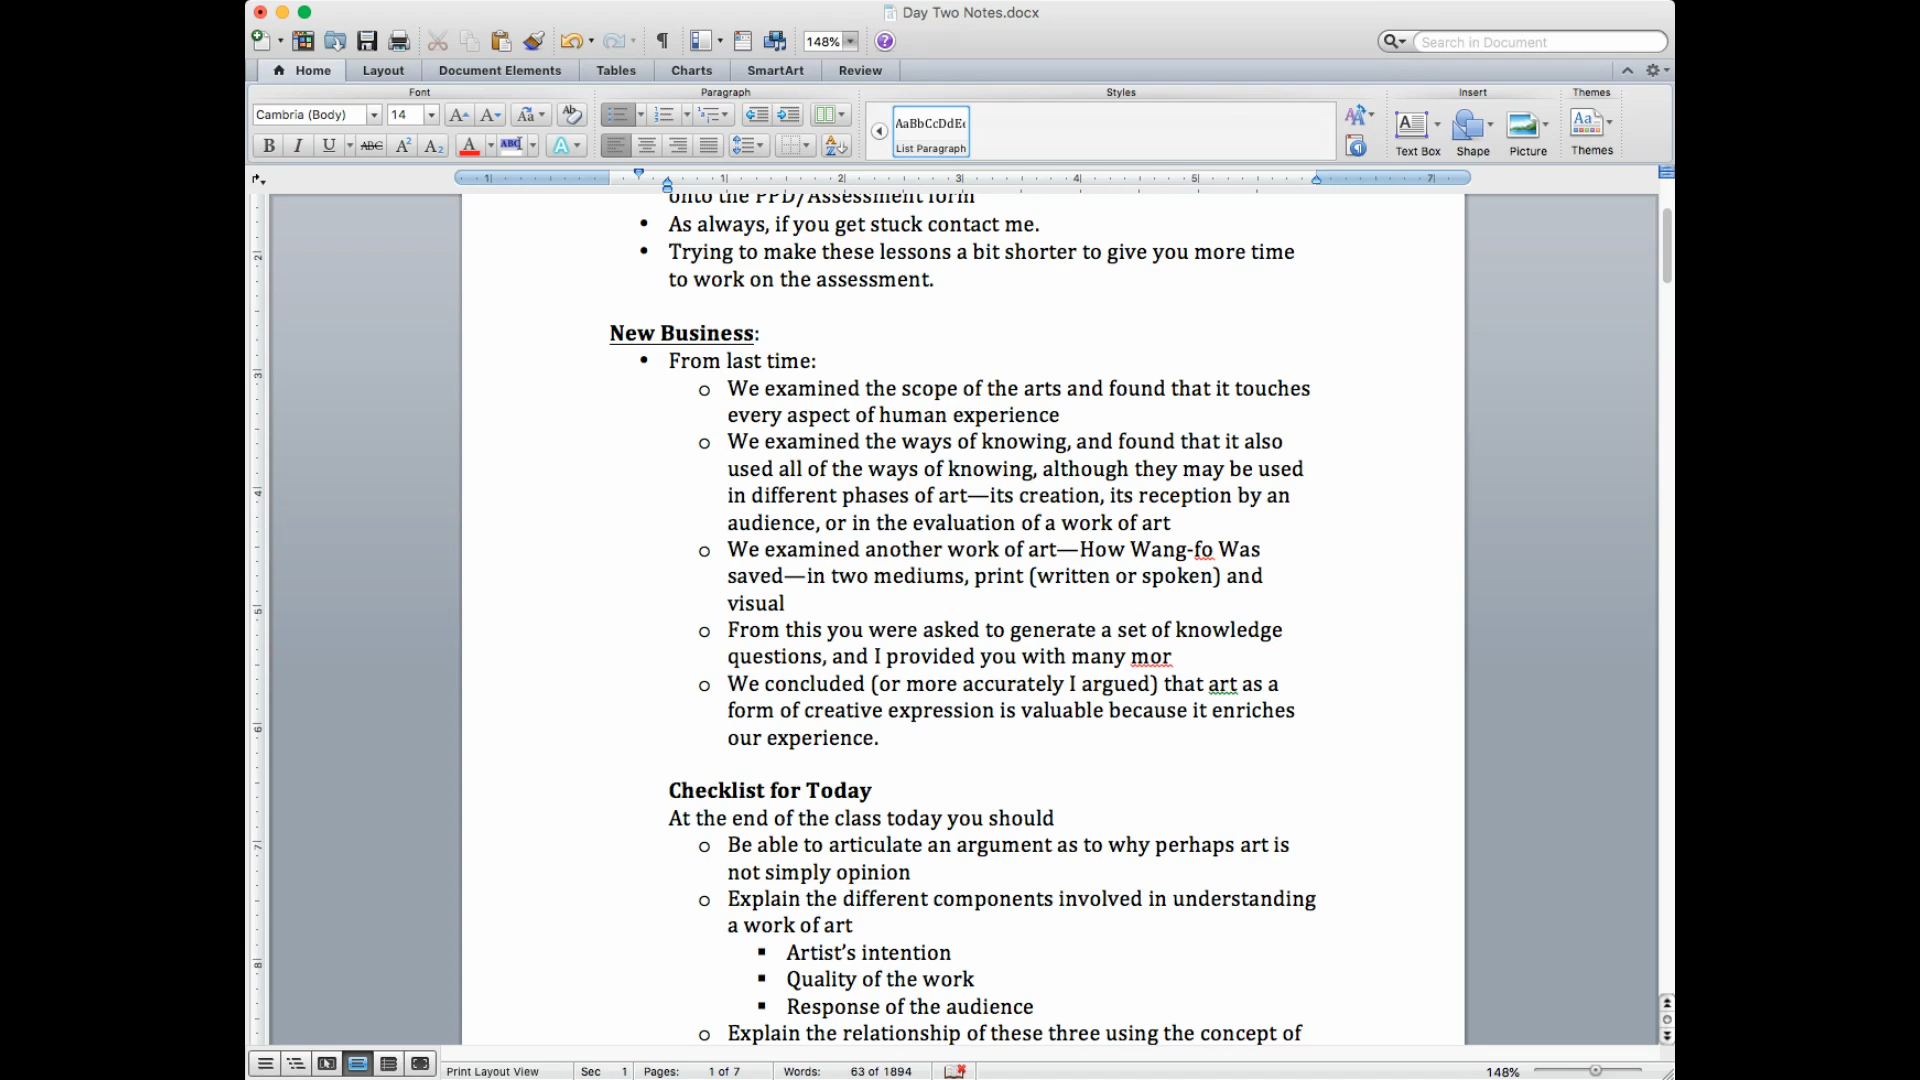 Day Two Notes.docx
148%
Search in Document
Home Layout Document Elements Tables Charts SmartArt Review
Font Paragraph Styles Insert Themes
Cambria (Body) 14
AaBbCcDdEe
List Paragraph
Text Box Shape Picture Themes
onto the PPD/Assessment form
• As always, if you get stuck contact me.
• Trying to make these lessons a bit shorter to give you more time
to work on the assessment.
New Business:
• From last time:
o We examined the scope of the arts and found that it touches
every aspect of human experience
o We examined the ways of knowing, and found that it also
used all of the ways of knowing, although they may be used
in different phases of art—its creation, its reception by an
audience, or in the evaluation of a work of art
o We examined another work of art—How Wang-fo Was
saved—in two mediums, print (written or spoken) and
visual
o From this you were asked to generate a set of knowledge
questions, and I provided you with many mor
o We concluded (or more accurately I argued) that art as a
form of creative expression is valuable because it enriches
our experience.
Checklist for Today
At the end of the class today you should
o Be able to articulate an argument as to why perhaps art is
not simply opinion
o Explain the different components involved in understanding
a work of art
▪ Artist’s intention
▪ Quality of the work
▪ Response of the audience
o Explain the relationship of these three using the concept of
Print Layout View Sec 1 Pages: 1 of 7 Words: 63 of 1894 148%